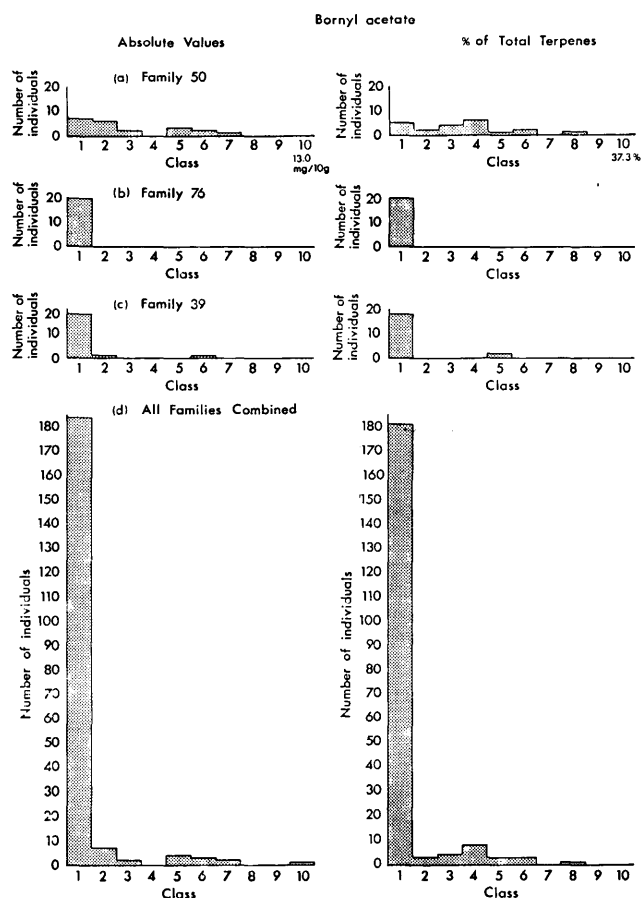 Bornyl acetate
Absolute Values
% of Total Terpenes
(a) Family 50
Number of individuals
20
10
0
1 2 3 4 5 6 7 8 9 10
Class
13.0
mg/10g
Number of individuals
20
10
0
1 2 3 4 5 6 7 8 9 10
Class
37.3 %
(b) Family 76
Number of individuals
20
10
0
1 2 3 4 5 6 7 8 9 10
Class
Number of individuals
20
10
0
1 2 3 4 5 6 7 8 9 10
Class
(c) Family 39
Number of individuals
20
10
0
1 2 3 4 5 6 7 8 9 10
Class
Number of individuals
20
10
0
1 2 3 4 5 6 7 8 9 10
Class
(d) All Families Combined
Number of individuals
180
170
160
150
140
130
120
110
100
90
80
70
60
50
40
30
20
10
0
1 2 3 4 5 6 7 8 9 10
Class
Number of individuals
180
170
160
150
140
130
120
110
100
90
80
70
60
50
40
30
20
10
0
1 2 3 4 5 6 7 8 9 10
Class